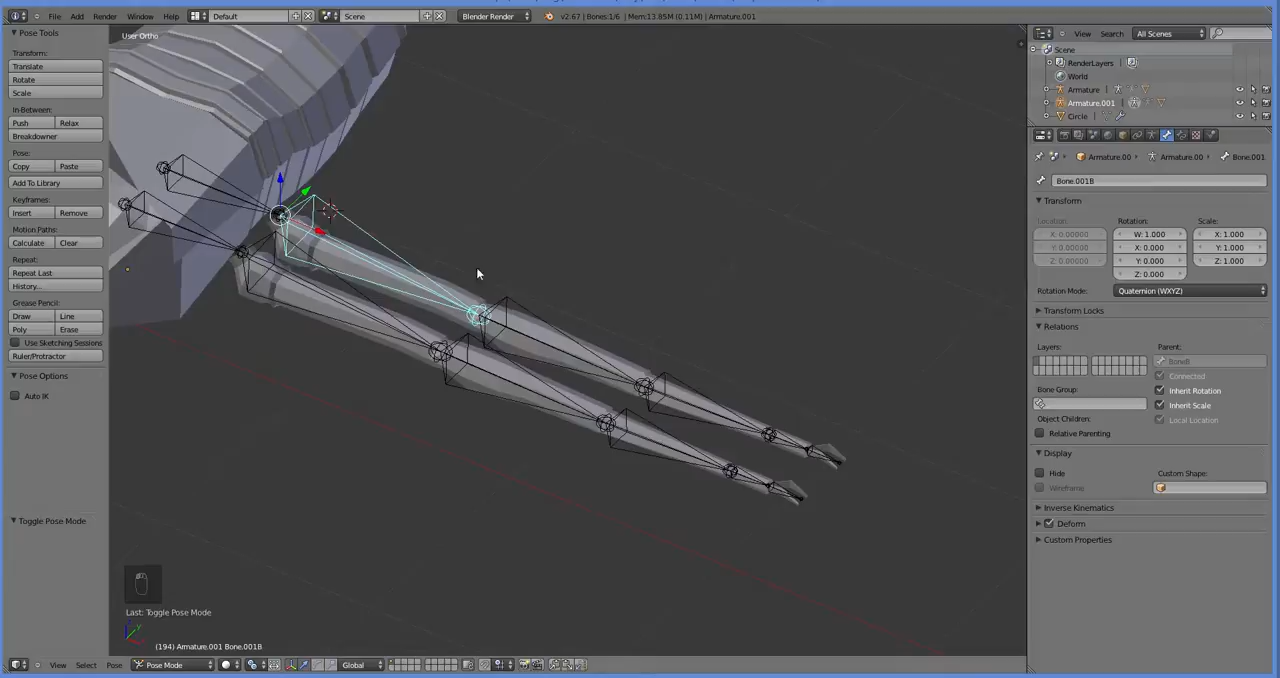 File Add Render Window Help Default Scene Blender Render v2.67 | Bones:1/6 | Mem:13.85M (0.11M) | Armature.001
Pose Tools
Transform:
Translate
Rotate
Scale
In-Between:
Push Relax
Breakdowner
Pose:
Copy Paste
Add To Library
Keyframes:
Insert Remove
Motion Paths:
Calculate Clear
Repeat:
Repeat Last
History...
Grease Pencil:
Draw Line
Poly Erase
Use Sketching Sessions
Ruler/Protractor
Pose Options
Auto IK
Toggle Pose Mode
User Ortho
Last: Toggle Pose Mode
(194) Armature.001 Bone.001B
View Select Pose Pose Mode Global
View Search All Scenes
Scene
RenderLayers
World
Armature
Armature.001
Circle
Armature.00 Armature.00 Bone.001
Bone.001B
Transform
Location: Rotation: Scale:
X: 0.00000 W: 1.000 X: 1.000
Y: 0.00000 X: 0.000 Y: 1.000
Z: 0.00000 Y: 0.000 Z: 1.000
Z: 0.000
Rotation Mode: Quaternion (WXYZ)
Transform Locks
Relations
Layers: Parent:
BoneB
Connected
Bone Group: Inherit Rotation
Inherit Scale
Object Children: Local Location
Relative Parenting
Display
Hide Custom Shape:
Wireframe
Inverse Kinematics
Deform
Custom Properties